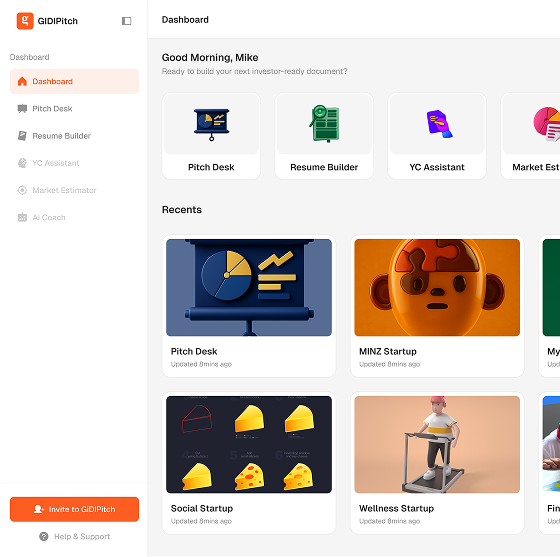 g GIDIPitch
Dashboard
Dashboard
Pitch Desk
Resume Builder
YC Assistant
Market Estimator
AI Coach
Invite to GIDIPitch
Help & Support
Dashboard
Good Morning, Mike
Ready to build your next investor-ready document?
Pitch Desk
Resume Builder
YC Assistant
Market Est
Recents
Pitch Desk
Updated 8mins ago
MINZ Startup
Updated 8mins ago
My
Upd
Social Startup
Updated 8mins ago
Wellness Startup
Updated 8mins ago
Fin
Upd